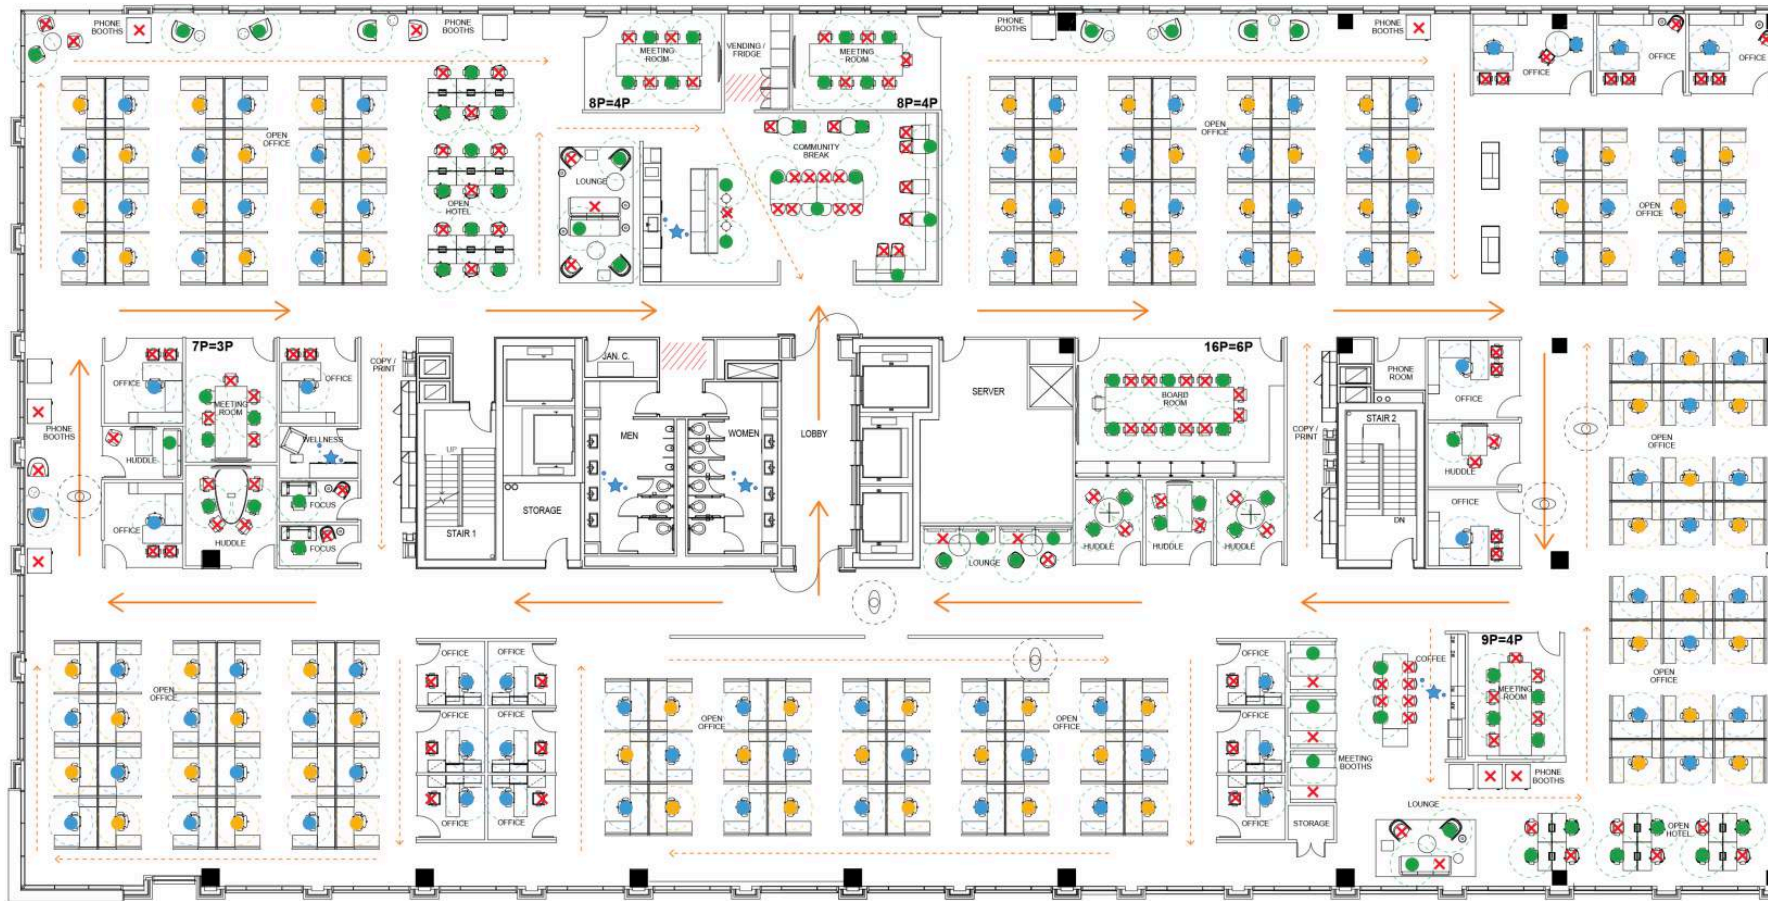 PHONE
BOOTHS
PHONE
BOOTHS
MEETING
ROOM
8P=4P
VENDING /
FRIDGE
MEETING
ROOM
8P=4P
PHONE
BOOTHS
PHONE
BOOTHS
OFFICE
OFFICE
OFFICE
OPEN
OFFICE
OPEN
HOTEL
LOUNGE
COMMUNITY
BREAK
OPEN
OFFICE
OPEN
OFFICE
7P=3P
COPY /
PRINT
JAN. C.
16P=6P
OFFICE
MEETING
ROOM
OFFICE
PHONE
BOOTHS
HUDDLE
WELLNESS
UP
MEN
WOMEN
LOBBY
SERVER
BOARD
ROOM
COPY /
PRINT
PHONE
ROOM
STAIR 2
OFFICE
HUDDLE
OPEN
OFFICE
OFFICE
HUDDLE
FOCUS
FOCUS
STORAGE
STAIR 1
LOUNGE
HUDDLE
HUDDLE
HUDDLE
DN
OFFICE
OPEN
OFFICE
OFFICE
OFFICE
OFFICE
OFFICE
OFFICE
OFFICE
OPEN
OFFICE
OPEN
OFFICE
OFFICE
OFFICE
OFFICE
MEETING
BOOTHS
STORAGE
COFFEE
9P=4P
MEETING
ROOM
PHONE
BOOTHS
OPEN
OFFICE
LOUNGE
OPEN
HOTEL